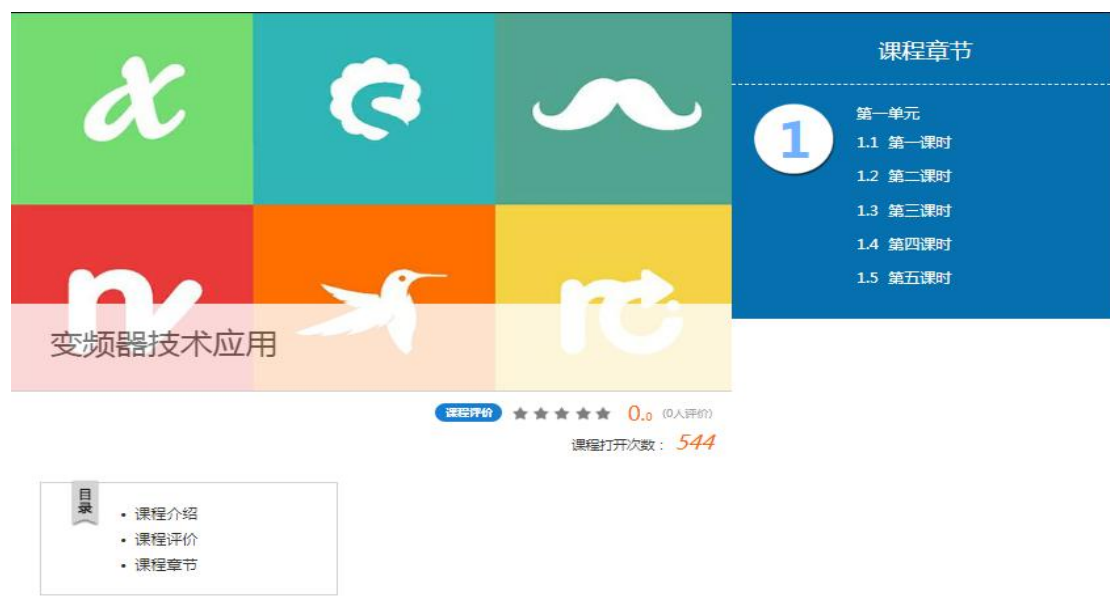 变频器技术应用
课程评价 0.0 (0人评价)
课程打开次数： 544
目录
• 课程介绍
• 课程评价
• 课程章节
课程章节
1
第一单元
1.1 第一课时
1.2 第二课时
1.3 第三课时
1.4 第四课时
1.5 第五课时